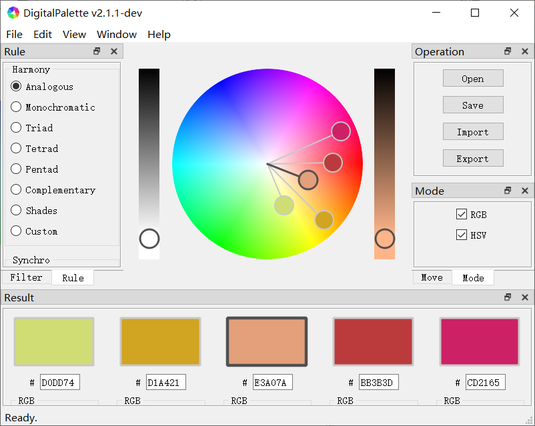 DigitalPalette v2.1.1-dev
File Edit View Window Help
Rule
Harmony
Analogous
Monochromatic
Triad
Tetrad
Pentad
Complementary
Shades
Custom
Synchro
Filter Rule
Operation
Open
Save
Import
Export
Mode
RGB
HSV
Move Mode
Result
# D0DD74 # D1A421 # E3A07A # BB3B3D # CD2165
RGB RGB RGB RGB RGB
Ready.